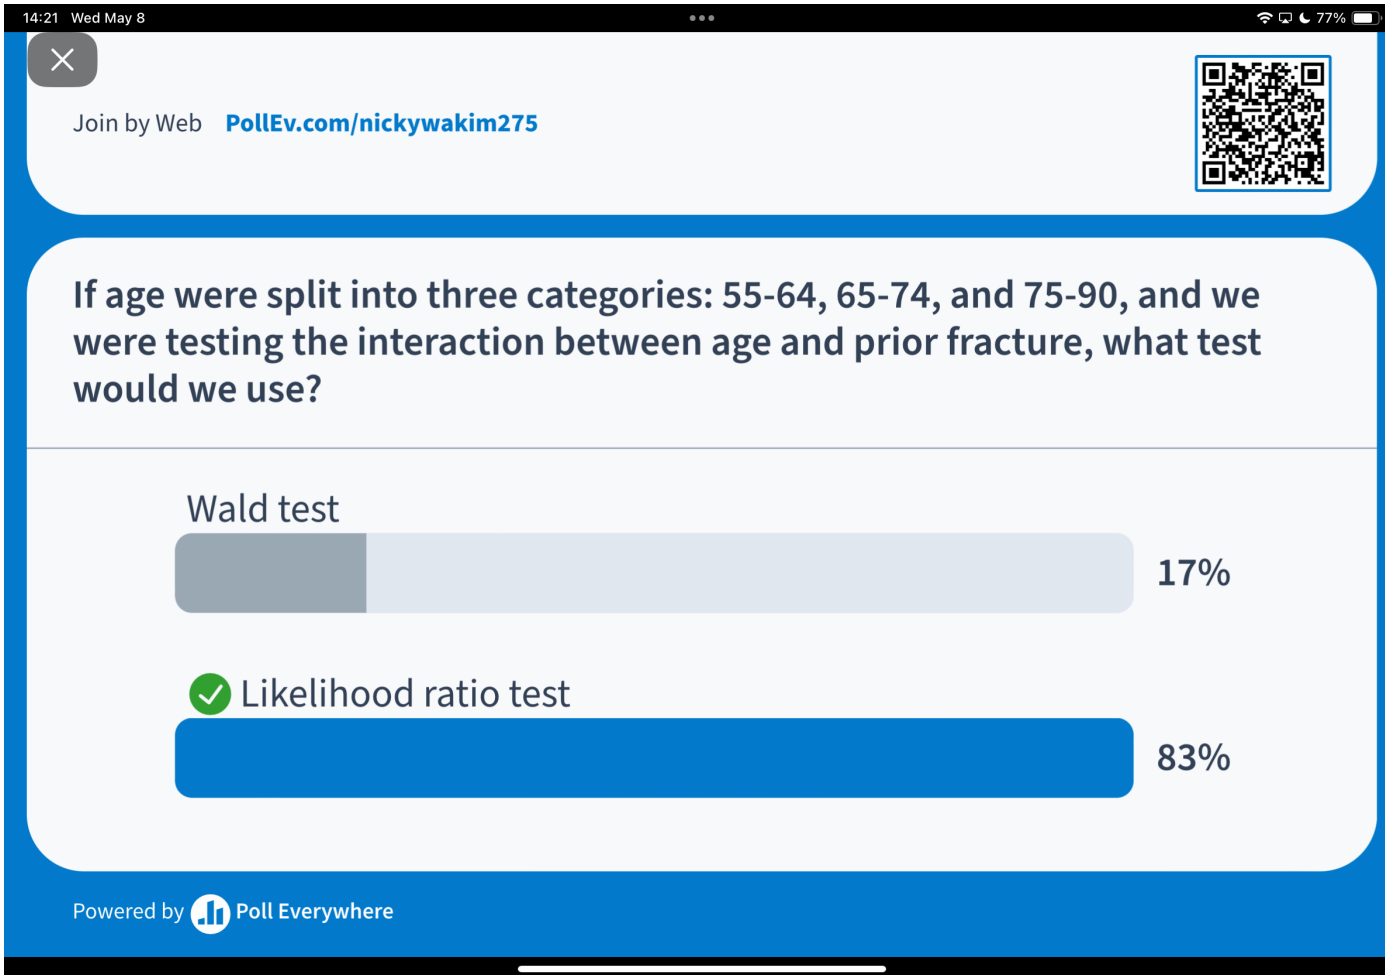 14:21 Wed May 8
77%
Join by Web PollEv.com/nickywakim275
If age were split into three categories: 55-64, 65-74, and 75-90, and we
were testing the interaction between age and prior fracture, what test
would we use?
Wald test
17%
Likelihood ratio test
83%
Powered by Poll Everywhere